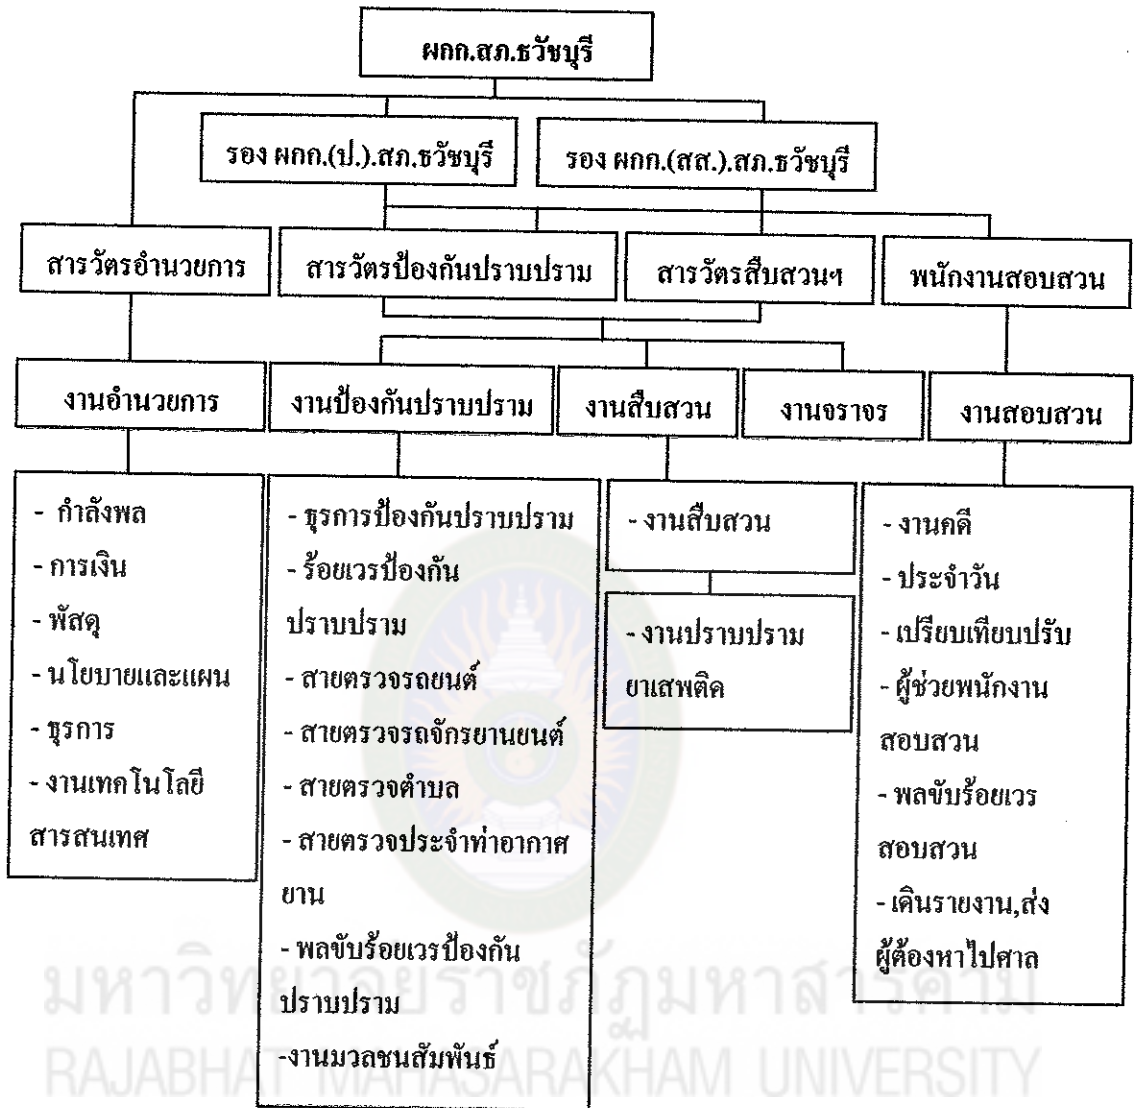 ผกก.สภ.ธวัชบุรี
รอง ผกก.(ป.).สภ.ธวัชบุรี
รอง ผกก.(สส.).สภ.ธวัชบุรี
สารวัตรอำนวยการ
สารวัตรป้องกันปราบปราม
สารวัตรสืบสวนฯ
พนักงานสอบสวน
งานอำนวยการ
งานป้องกันปราบปราม
งานสืบสวน
งานจราจร
งานสอบสวน
- กำลังพล
- การเงิน
- พัสดุ
- นโยบายและแผน
- ธุรการ
- งานเทคโนโลยี
สารสนเทศ
- ธุรการป้องกันปราบปราม
- ร้อยเวรป้องกัน
ปราบปราม
- สายตรวจรถยนต์
- สายตรวจรถจักรยานยนต์
- สายตรวจตำบล
- สายตรวจประจำท่าอากาศ
ยาน
- พลขับร้อยเวรป้องกัน
ปราบปราม
-งานมวลชนสัมพันธ์
- งานสืบสวน
- งานปราบปราม
ยาเสพติด
- งานคดี
- ประจำวัน
- เปรียบเทียบปรับ
- ผู้ช่วยพนักงาน
สอบสวน
- พลขับร้อยเวร
สอบสวน
- เดินรายงาน,ส่ง
ผู้ต้องหาไปศาล
มหาวิทยาลัยราชภัฏมหาสารคาม
RAJABHAT MAHASARAKHAM UNIVERSITY